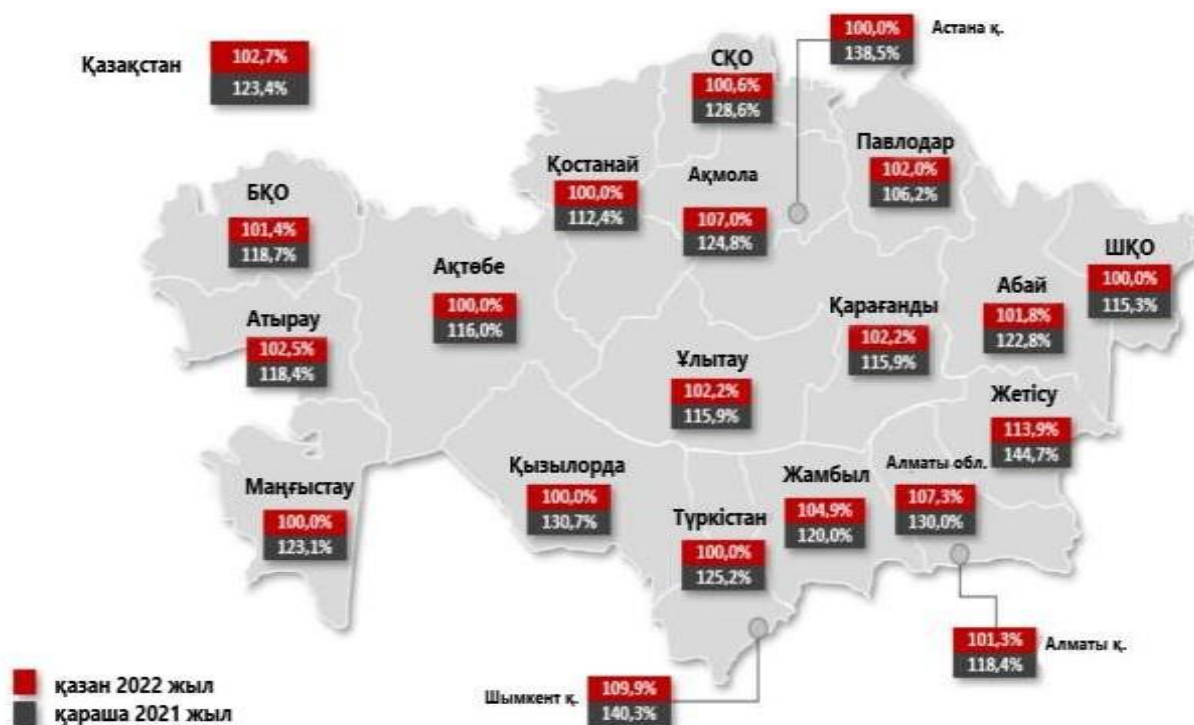 100,0%
Астана қ.
138,5%
Қазақстан
102,7%
123,4%
СҚО
100,6%
128,6%
Павлодар
102,0%
106,2%
Қостанай
100,0%
112,4%
Ақмола
107,0%
124,8%
БҚО
101,4%
118,7%
ШҚО
100,0%
115,3%
Ақтөбе
100,0%
116,0%
Абай
101,8%
122,8%
Қарағанды
102,2%
115,9%
Атырау
102,5%
118,4%
Ұлытау
102,2%
115,9%
Жетісу
113,9%
144,7%
Қызылорда
100,0%
130,7%
Жамбыл
104,9%
120,0%
Алматы обл.
107,3%
130,0%
Маңғыстау
100,0%
123,1%
Түркістан
100,0%
125,2%
101,3%
118,4%
Алматы қ.
Шымкент қ.
109,9%
140,3%
қазан 2022 жыл
қараша 2021 жыл